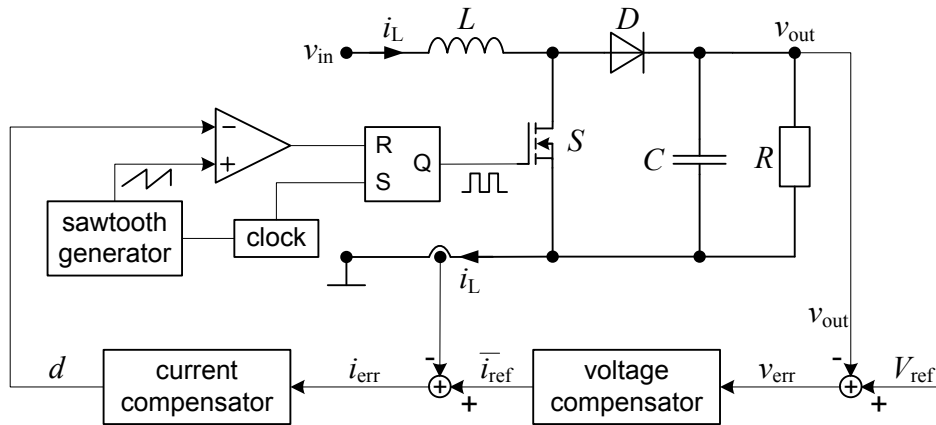 v_in
i_L
L
D
v_out
−
+
R
S
Q
S
C
R
sawtooth
generator
clock
i_L
v_out
d
current
compensator
i_err
-
+
+
i_ref
voltage
compensator
v_err
-
+
+
V_ref